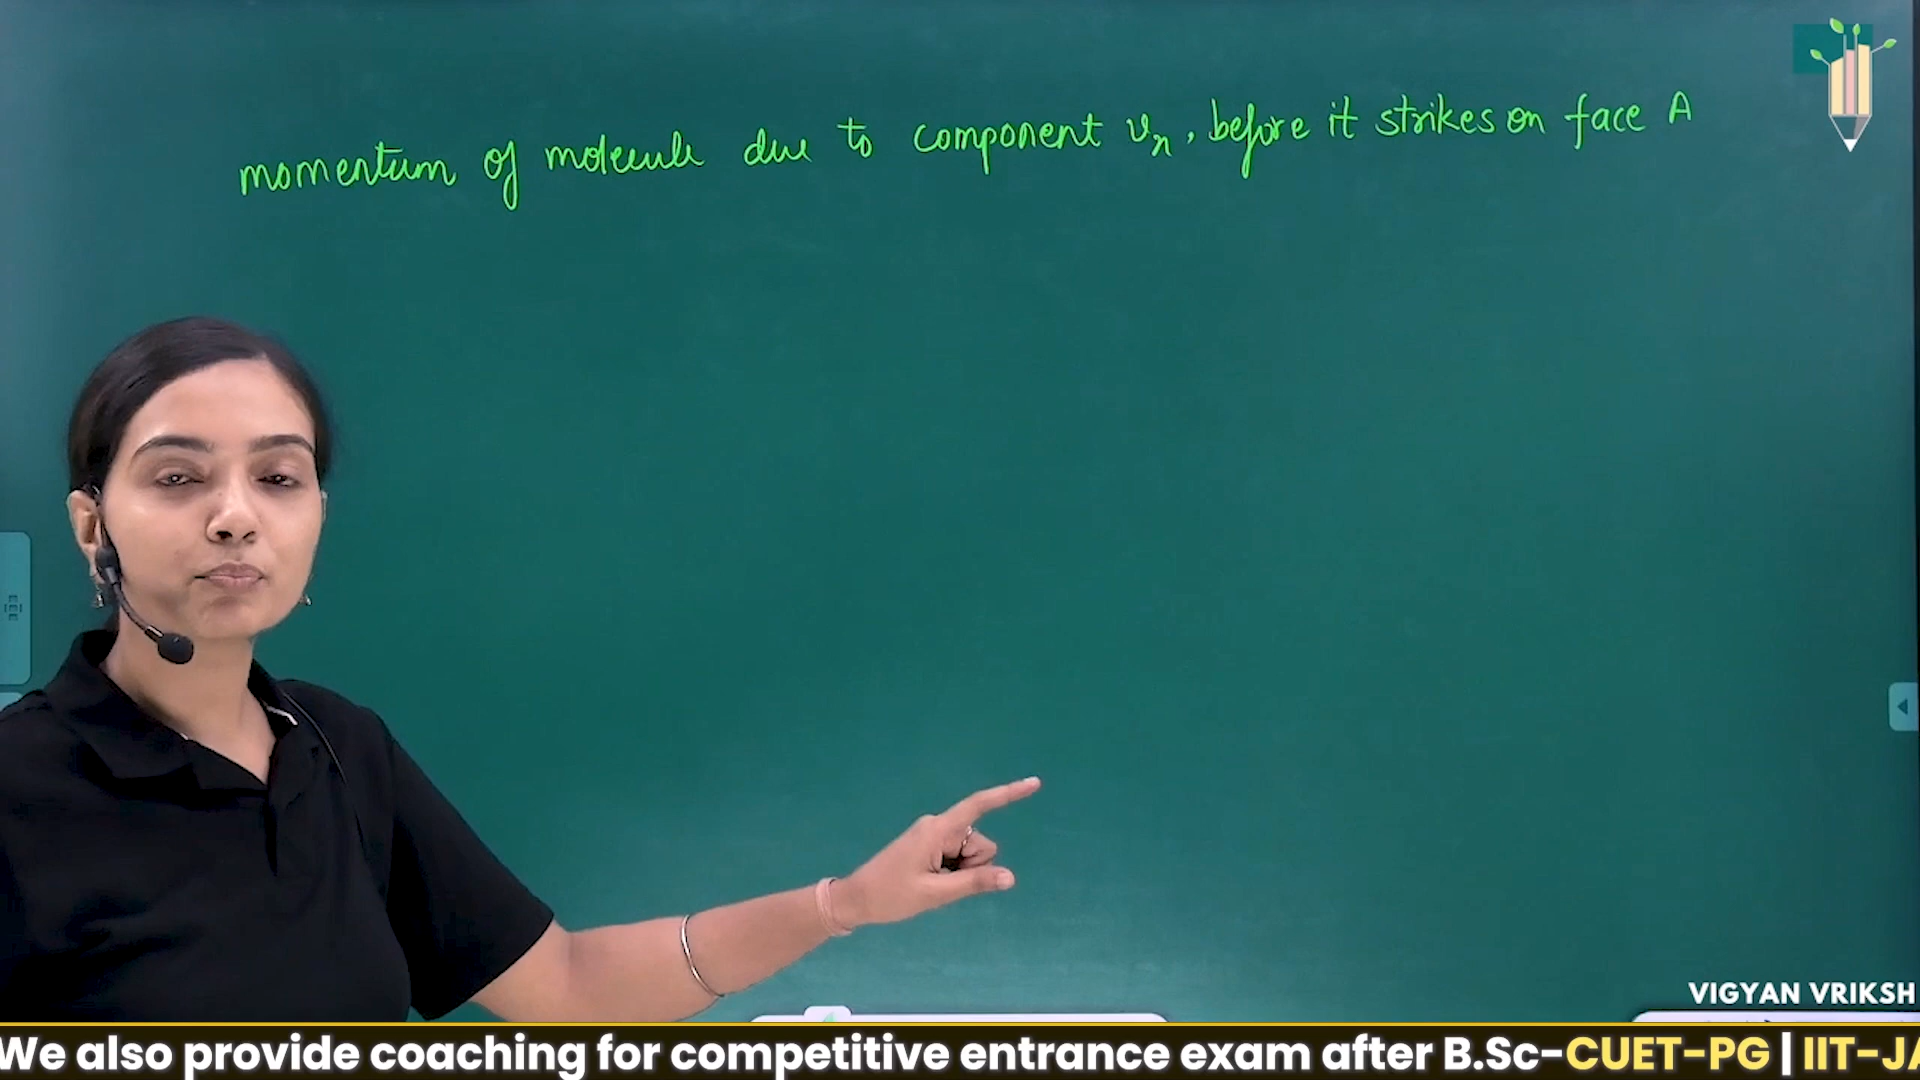 momentum of molecule due to component vx, before it strikes on face A
VIGYAN VRIKSH
We also provide coaching for competitive entrance exam after B.Sc-CUET-PG | IIT-JA